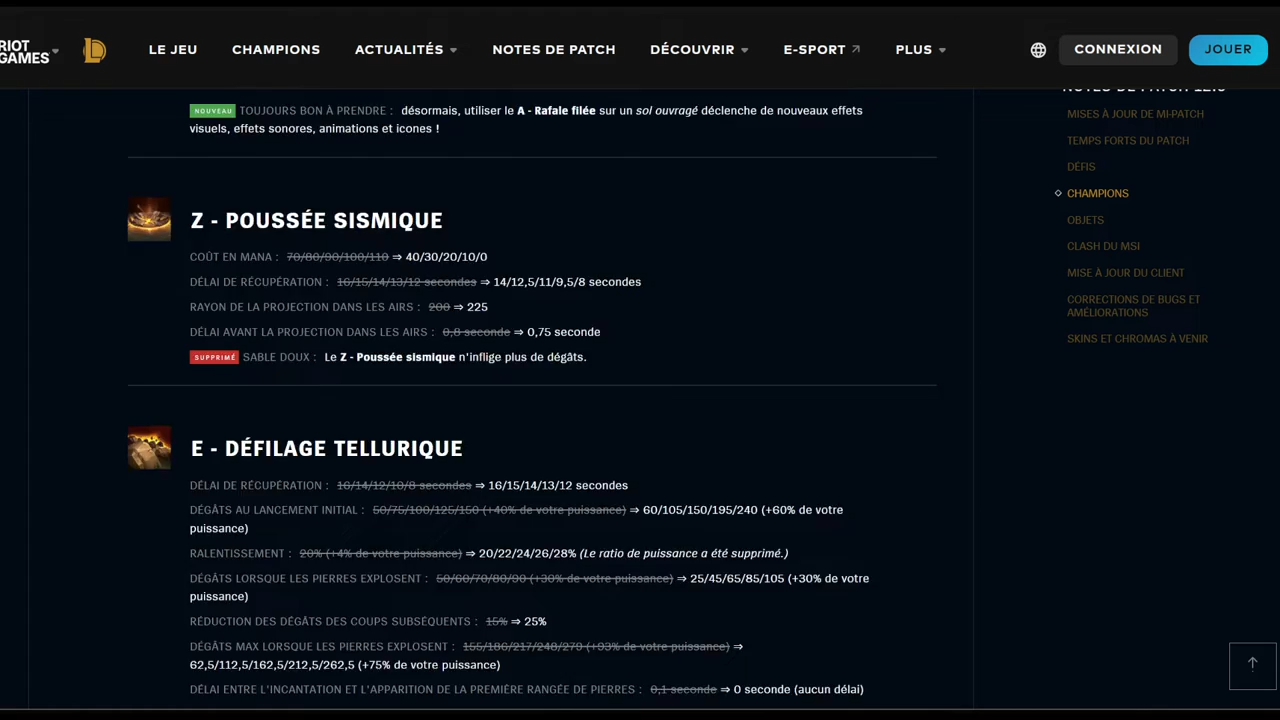 RIOT GAMES
LE JEU
CHAMPIONS
ACTUALITÉS
NOTES DE PATCH
DÉCOUVRIR
E-SPORT
PLUS
CONNEXION
JOUER
NOUVEAU TOUJOURS BON À PRENDRE : désormais, utiliser le A - Rafale filée sur un sol ouvragé déclenche de nouveaux effets
visuels, effets sonores, animations et icones !
Z - POUSSÉE SISMIQUE
COÛT EN MANA : 70/80/90/100/110 ⇒ 40/30/20/10/0
DÉLAI DE RÉCUPÉRATION : 16/15/14/13/12 secondes ⇒ 14/12,5/11/9,5/8 secondes
RAYON DE LA PROJECTION DANS LES AIRS : 200 ⇒ 225
DÉLAI AVANT LA PROJECTION DANS LES AIRS : 0,8 seconde ⇒ 0,75 seconde
SUPPRIMÉ SABLE DOUX : Le Z - Poussée sismique n'inflige plus de dégâts.
E - DÉFILAGE TELLURIQUE
DÉLAI DE RÉCUPÉRATION : 16/14/12/10/8 secondes ⇒ 16/15/14/13/12 secondes
DÉGÂTS AU LANCEMENT INITIAL : 50/75/100/125/150 (+40% de votre puissance) ⇒ 60/105/150/195/240 (+60% de votre
puissance)
RALENTISSEMENT : 20% (+4% de votre puissance) ⇒ 20/22/24/26/28% (Le ratio de puissance a été supprimé.)
DÉGÂTS LORSQUE LES PIERRES EXPLOSENT : 50/60/70/80/90 (+30% de votre puissance) ⇒ 25/45/65/85/105 (+30% de votre
puissance)
RÉDUCTION DES DÉGÂTS DES COUPS SUBSÉQUENTS : 15% ⇒ 25%
DÉGÂTS MAX LORSQUE LES PIERRES EXPLOSENT : 155/186/217/248/279 (+93% de votre puissance) ⇒
62,5/112,5/162,5/212,5/262,5 (+75% de votre puissance)
DÉLAI ENTRE L'INCANTATION ET L'APPARITION DE LA PREMIÈRE RANGÉE DE PIERRES : 0,1 seconde ⇒ 0 seconde (aucun délai)
MISES À JOUR DE MI-PATCH
TEMPS FORTS DU PATCH
DÉFIS
CHAMPIONS
OBJETS
CLASH DU MSI
MISE À JOUR DU CLIENT
CORRECTIONS DE BUGS ET
AMÉLIORATIONS
SKINS ET CHROMAS À VENIR